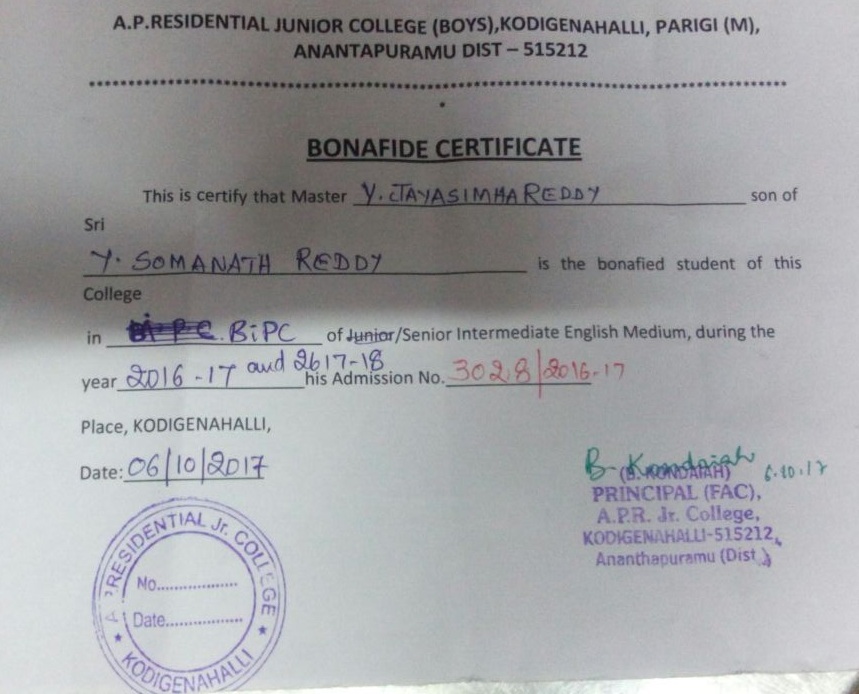 A.P.RESIDENTIAL JUNIOR COLLEGE (BOYS),KODIGENAHALLI, PARIGI (M),
ANANTAPURAMU DIST – 515212
BONAFIDE CERTIFICATE
This is certify that Master Y. JAYASIMHA REDDY son of
Sri
Y. SOMANATH REDDY is the bonafied student of this
College
in BiPC of Junior/Senior Intermediate English Medium, during the
year 2016-17 and 2617-18 his Admission No. 3028/2016-17
Place, KODIGENAHALLI,
Date: 06/10/2017
B. Kondaiah 6.10.17
(B. KONDAIAH)
PRINCIPAL (FAC),
A.P.R. Jr. College,
KODIGENAHALLI-515212,
Ananthapuramu (Dist.)
A.P.RESIDENTIAL Jr. COLLEGE
No..................
Date..................
★ KODIGENAHALLI ★